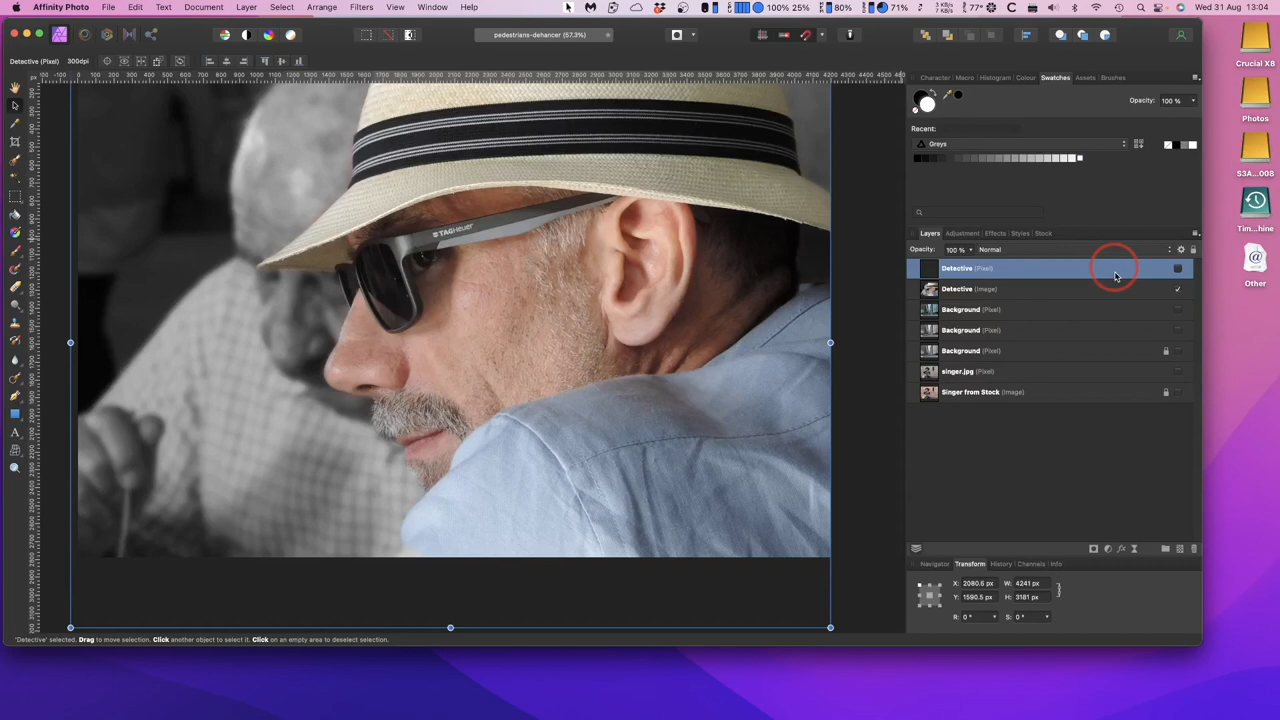 Affinity Photo File Edit Text Document Layer Select Arrange Filters View Window Help 100% 25% 80% 71% Wed 31 Aug 13:04
pedestrians-dehancer (57.3%)
Detective (Pixel) 300dpi
Character Macro Histogram Colour Swatches Assets Brushes
Opacity: 100 %
Recent:
Greys
Layers Adjustment Effects Styles Stock
Opacity: 100 % Normal
Detective (Pixel)
Detective (Image)
Background (Pixel)
Background (Pixel)
Background (Pixel)
singer.jpg (Pixel)
Singer from Stock (Image)
Navigator Transform History Channels Info
X: 2080.5 px W: 4241 px
Y: 1590.5 px H: 3181 px
R: 0 ° S: 0 °
'Detective' selected. Drag to move selection. Click another object to select it. Click on an empty area to deselect selection.
TAGHeuer
Crucial X8
Photos
S3A...008
Tim...hine
Other